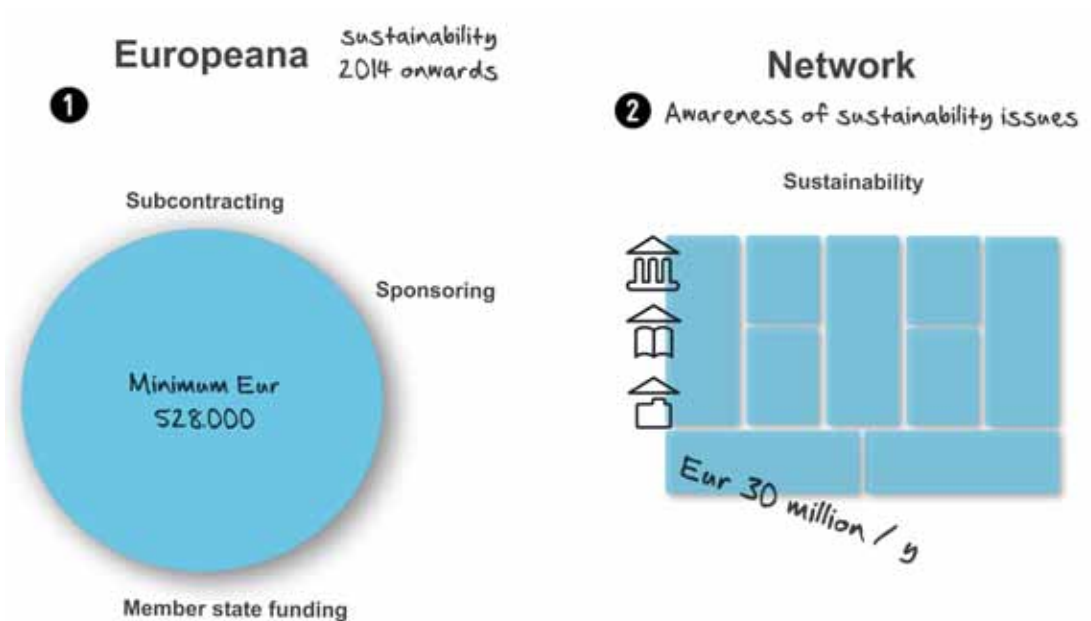 Europeana
sustainability
2014 onwards
1
Subcontracting
Sponsoring
Minimum Eur
528.000
Member state funding
Network
2 Awareness of sustainability issues
Sustainability
Eur 30 million / y